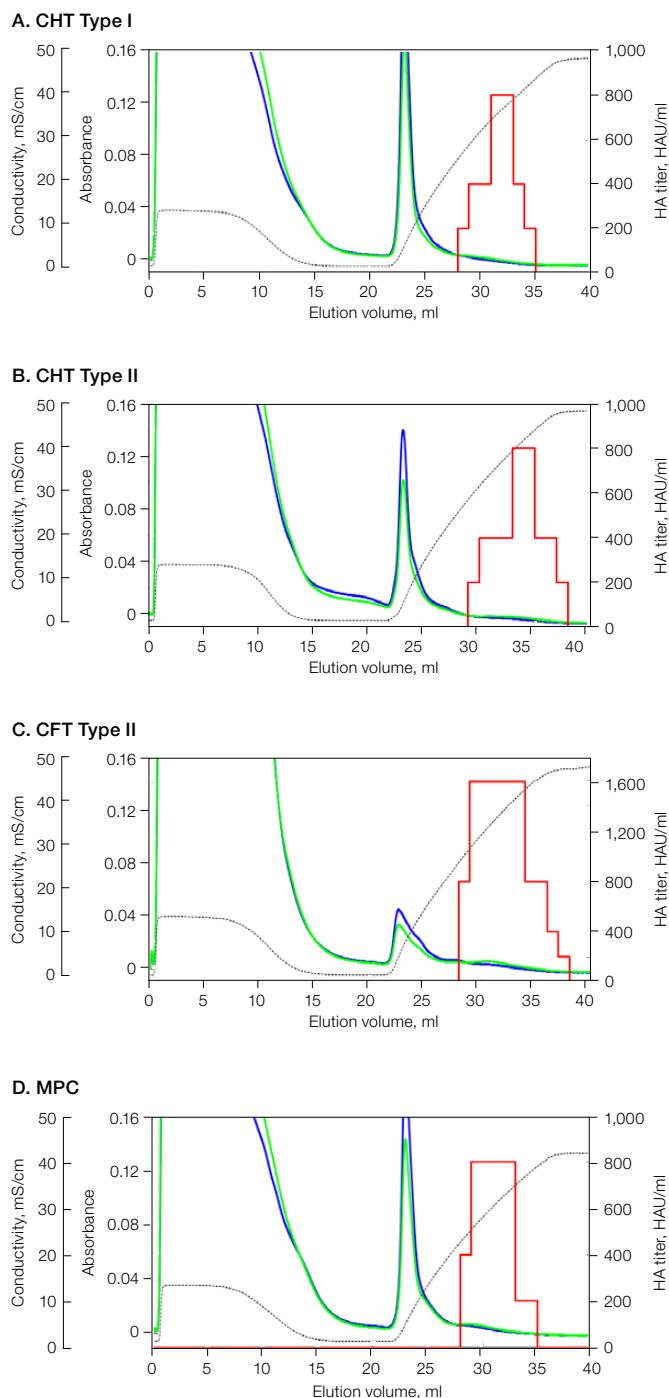 A. CHT Type I
Conductivity, mS/cm
50
40
30
20
10
0
Absorbance
0.16
0.12
0.08
0.04
0
HA titer, HAU/ml
1,000
800
600
400
200
0
0 5 10 15 20 25 30 35 40
Elution volume, ml
B. CHT Type II
Conductivity, mS/cm
50
40
30
20
10
0
Absorbance
0.16
0.12
0.08
0.04
0
HA titer, HAU/ml
1,000
800
600
400
200
0
0 5 10 15 20 25 30 35 40
Elution volume, ml
C. CFT Type II
Conductivity, mS/cm
50
40
30
20
10
0
Absorbance
0.16
0.12
0.08
0.04
0
HA titer, HAU/ml
1,600
1,200
800
400
0
0 5 10 15 20 25 30 35 40
Elution volume, ml
D. MPC
Conductivity, mS/cm
50
40
30
20
10
0
Absorbance
0.16
0.12
0.08
0.04
0
HA titer, HAU/ml
1,000
800
600
400
200
0
0 5 10 15 20 25 30 35 40
Elution volume, ml